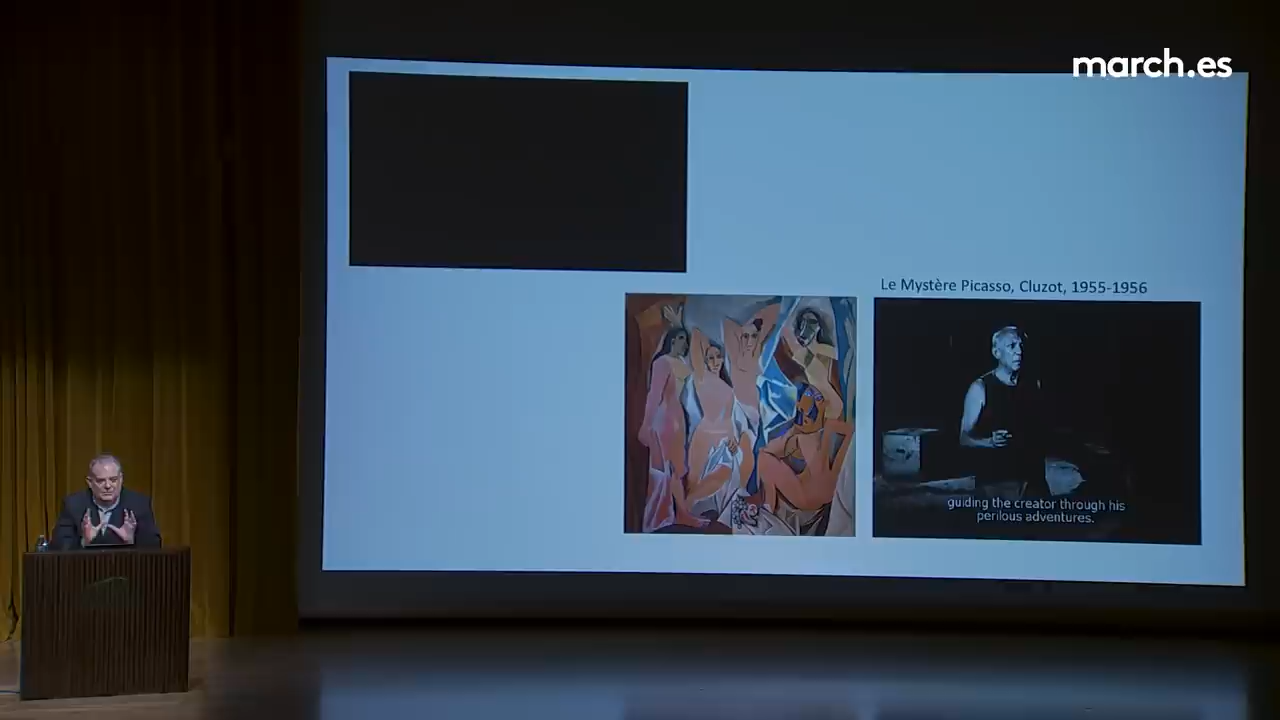 march.es
Le Mystère Picasso, Cluzot, 1955-1956
guiding the creator through his
perilous adventures.